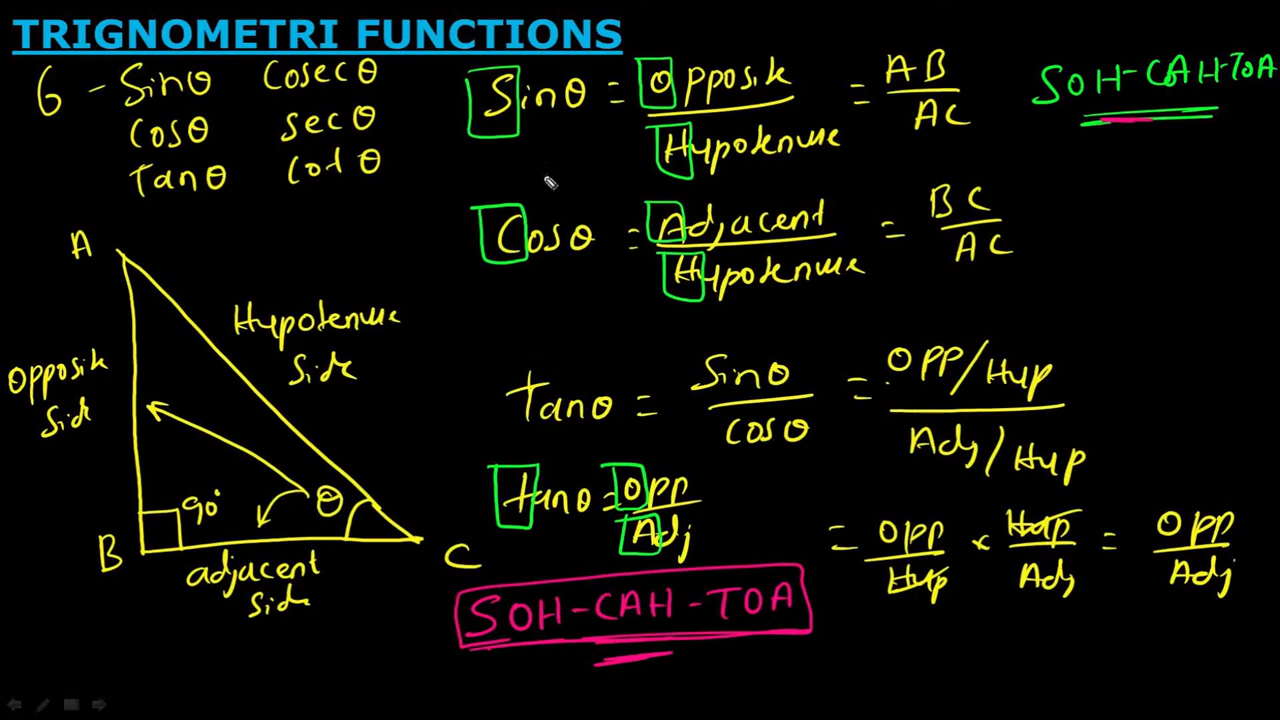 TRIGNOMETRI FUNCTIONS
6 - Sinθ Cosecθ
Cosθ secθ
Tanθ Cotθ
Sinθ = Opposite / Hypotenuse = AB / AC
SOH-CAH-TOA
Cosθ = Adjacent / Hypotenuse = BC / AC
A
Hypotenuse
Side
Opposite
Side
90°
θ
B
adjacent
side
C
Tanθ = Sinθ / cosθ = OPP/Hyp / Adj/Hyp
tanθ = Opp / Adj
= OPP / Hyp × Hyp / Adj = OPP / Adj
SOH-CAH-TOA